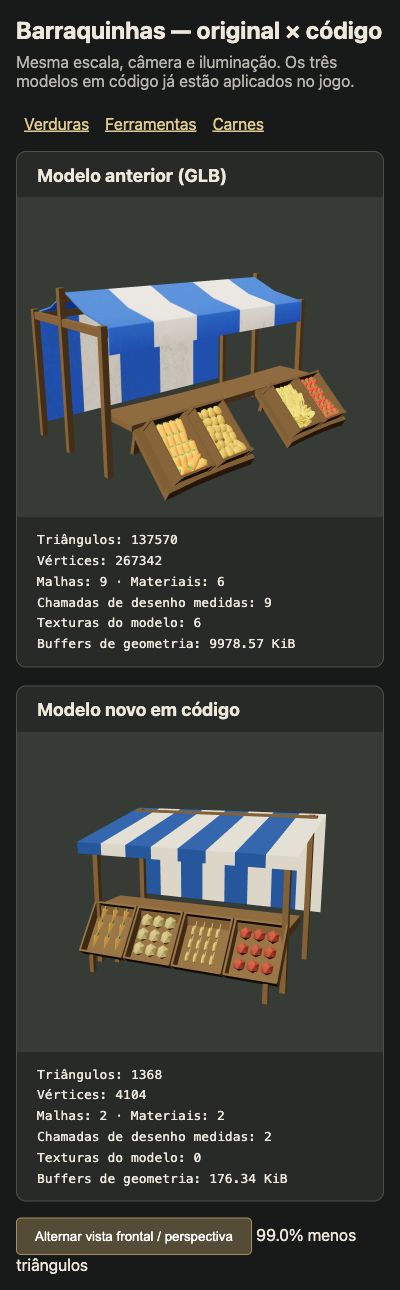 Barraquinhas — original × código
Mesma escala, câmera e iluminação. Os três
modelos em código já estão aplicados no jogo.
Verduras Ferramentas Carnes
Modelo anterior (GLB)
Triângulos: 137570
Vértices: 267342
Malhas: 9 · Materiais: 6
Chamadas de desenho medidas: 9
Texturas do modelo: 6
Buffers de geometria: 9978.57 KiB
Modelo novo em código
Triângulos: 1368
Vértices: 4104
Malhas: 2 · Materiais: 2
Chamadas de desenho medidas: 2
Texturas do modelo: 0
Buffers de geometria: 176.34 KiB
Alternar vista frontal / perspectiva 99.0% menos
triângulos